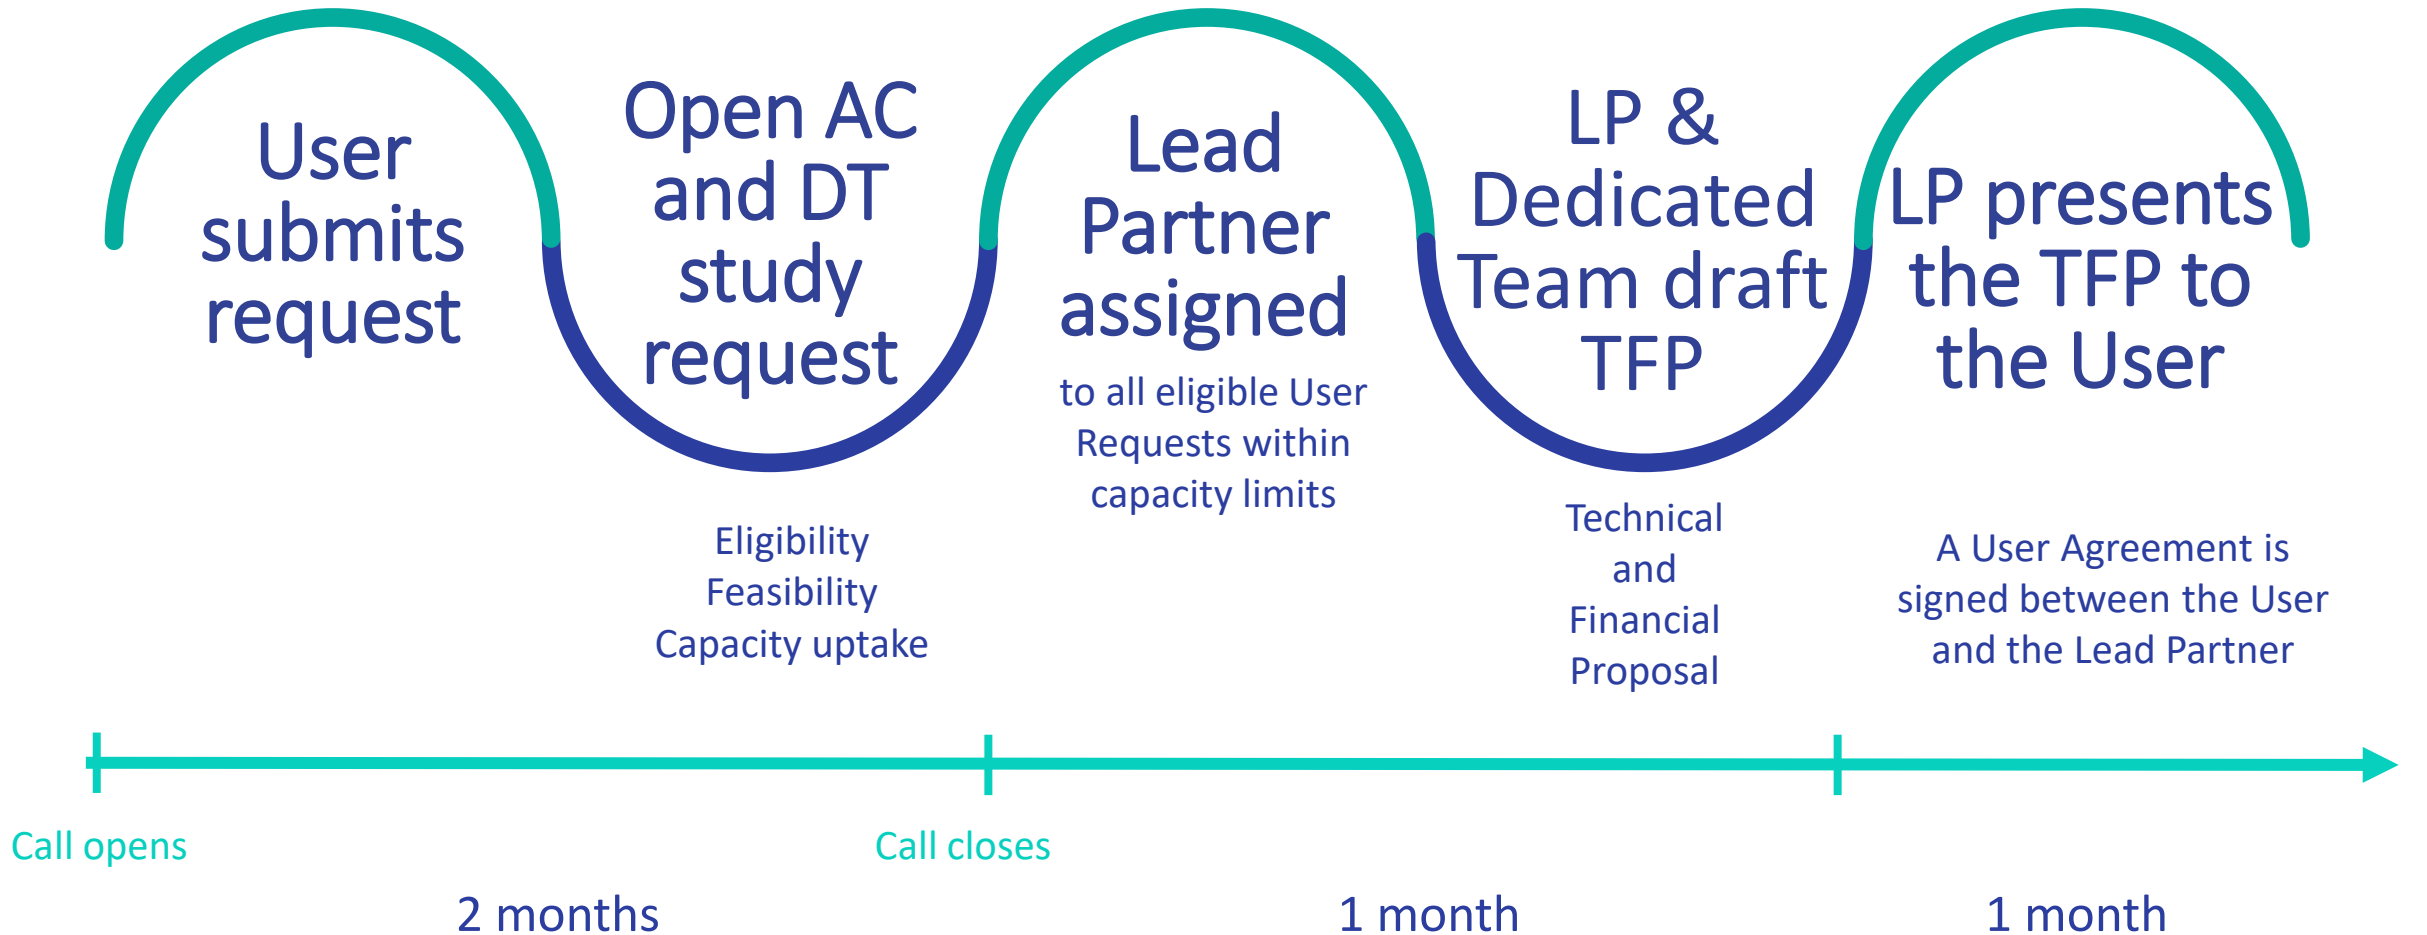 User
submits
request
Open AC
and DT
study
request
Eligibility
Feasibility
Capacity uptake
Lead
Partner
assigned
to all eligible User
Requests within
capacity limits
LP &
Dedicated
Team draft
TFP
Technical
and
Financial
Proposal
LP presents
the TFP to
the User
A User Agreement is
signed between the User
and the Lead Partner
Call opens
Call closes
2 months
1 month
1 month